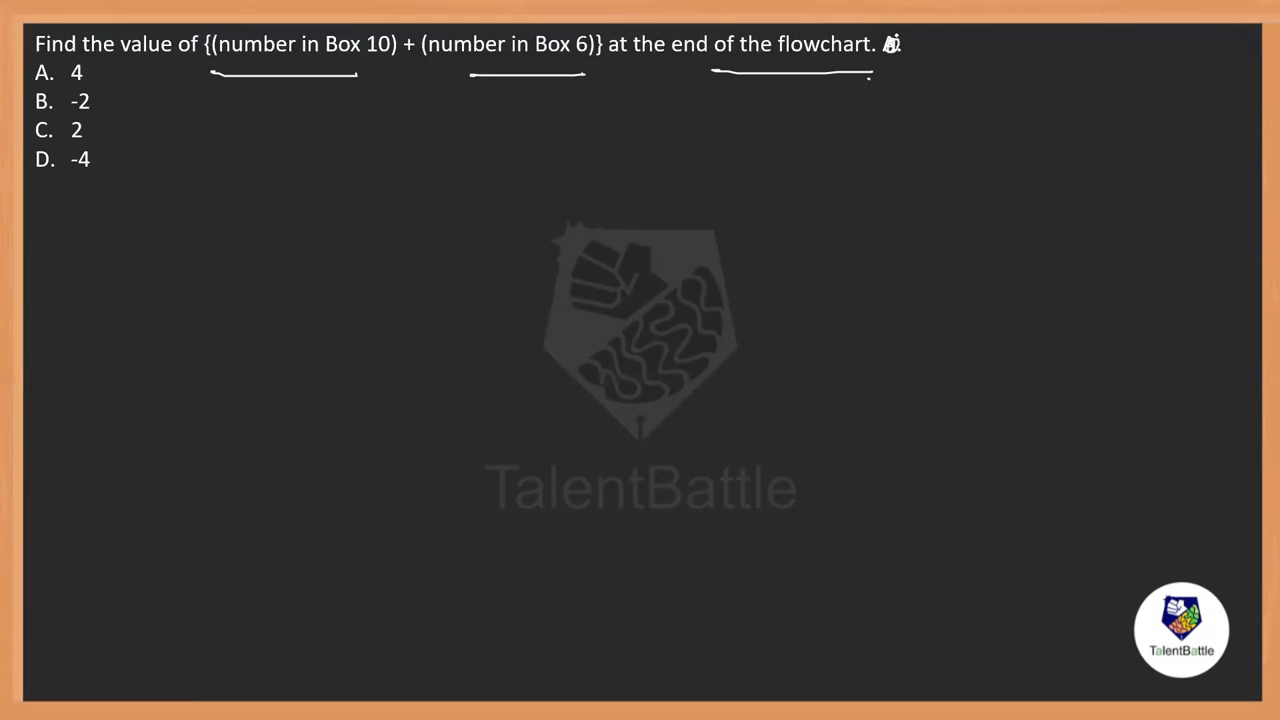 Find the value of {(number in Box 10) + (number in Box 6)} at the end of the flowchart.
A. 4
B. -2
C. 2
D. -4
TalentBattle
TalentBattle